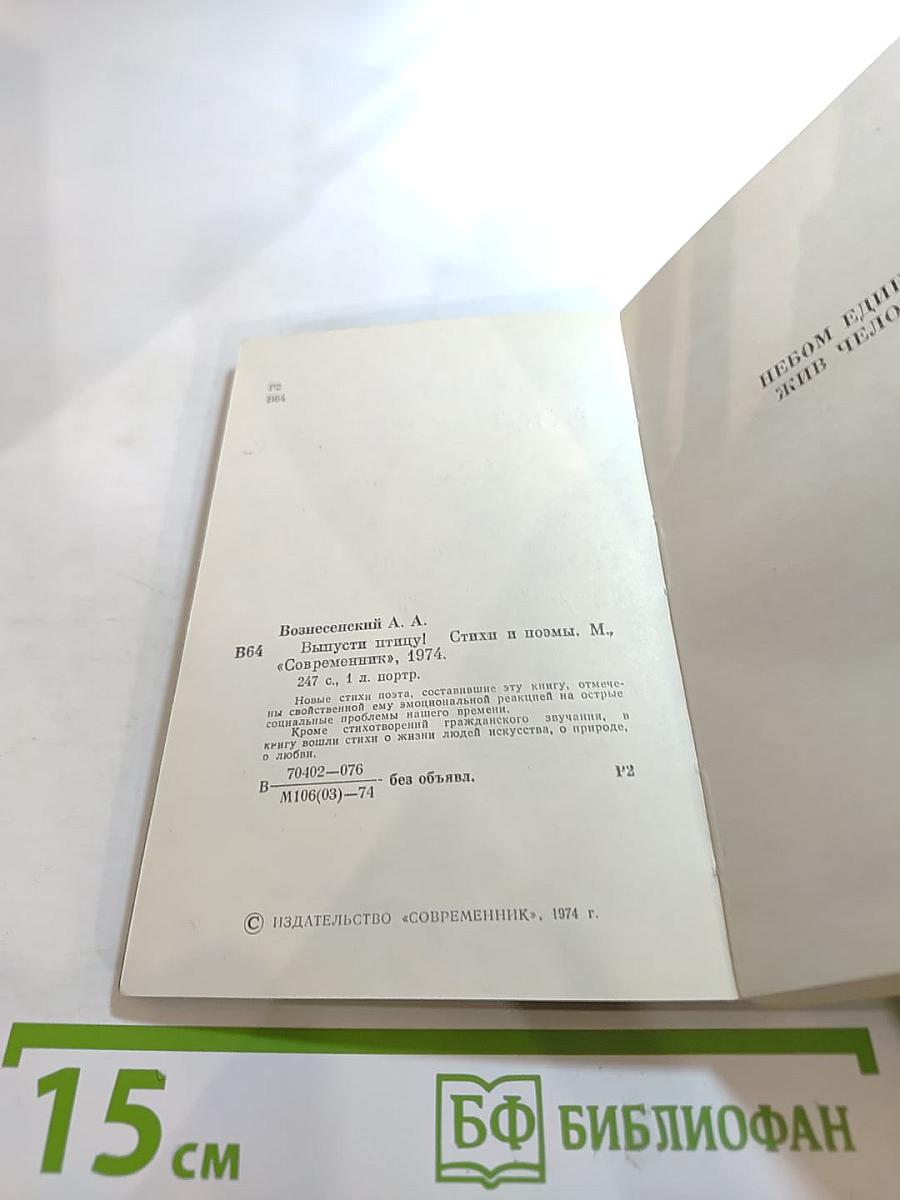 Р2
В64
Вознесенский А. А.
В64 Выпусти птицу! Стихи и поэмы. М.,
«Современник», 1974.
247 с., 1 л. портр.
Новые стихи поэта, составившие эту книгу, отмече-
ны свойственной ему эмоциональной реакцией на острые
социальные проблемы нашего времени.
Кроме стихотворений гражданского звучания, в
книгу вошли стихи о жизни людей искусства, о природе,
о любви.
70402—076
В без объявл. Р2
М106(03)—74
© ИЗДАТЕЛЬСТВО «СОВРЕМЕННИК», 1974 г.
НЕБОМ
ЖИВ
15 см
БФ БИБЛИОФАН